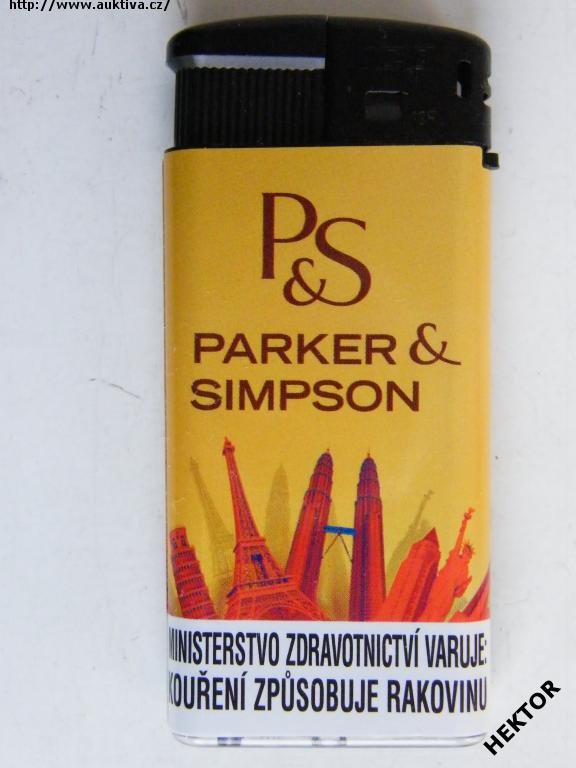 http://www.auktiva.cz/
P&S
PARKER &
SIMPSON
MINISTERSTVO ZDRAVOTNICTVÍ VARUJE:
KOUŘENÍ ZPŮSOBUJE RAKOVINU
HEKTOR